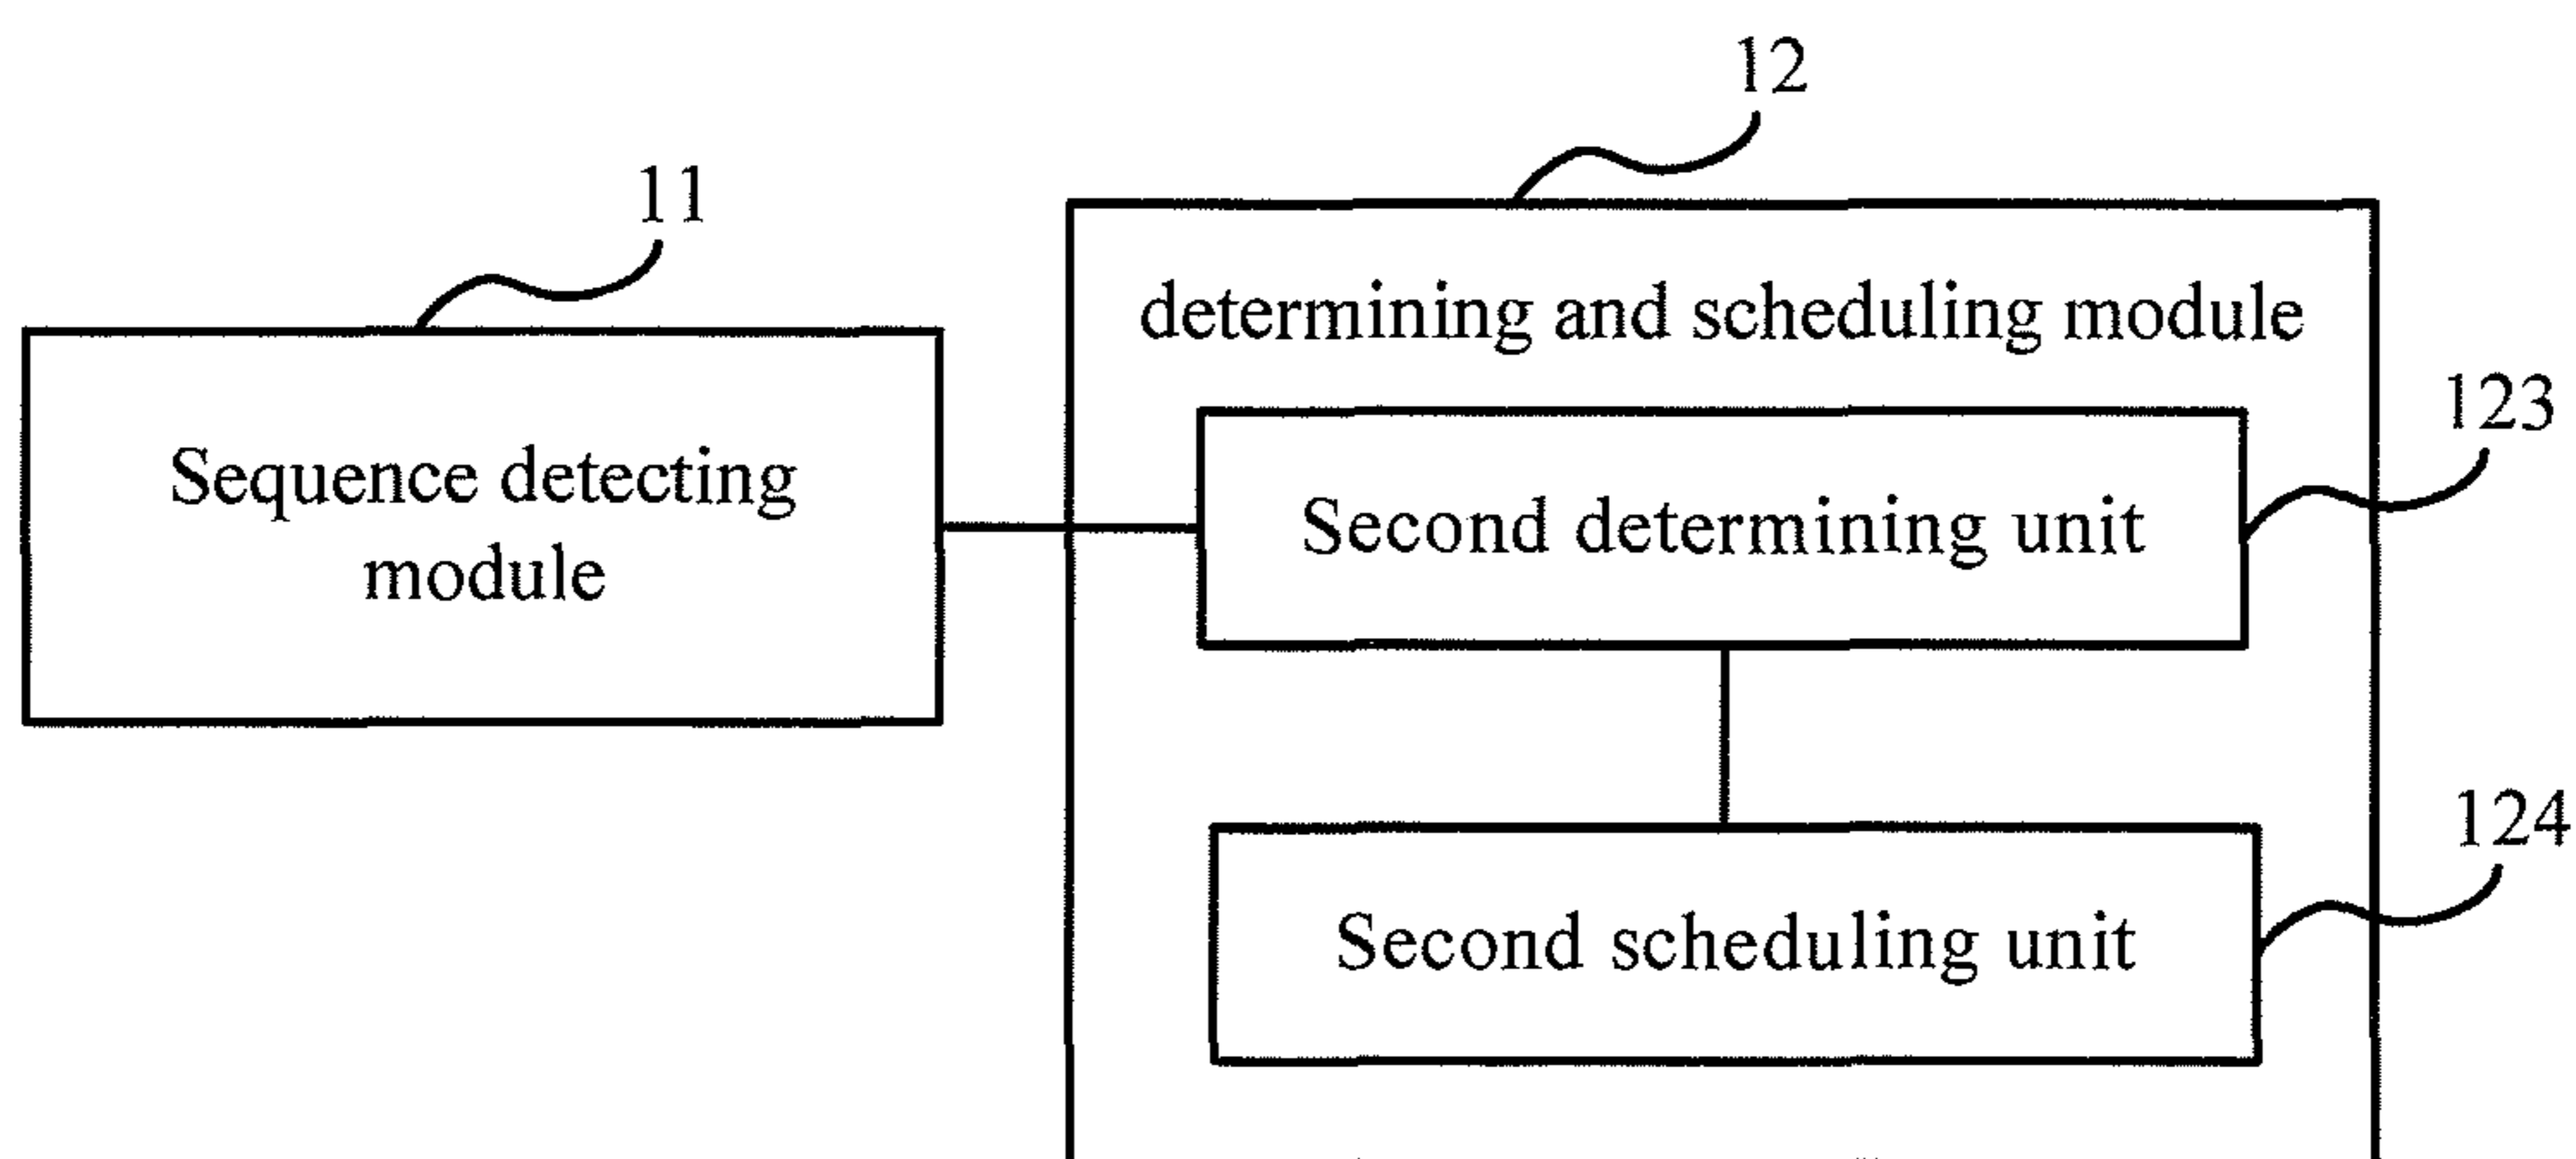 12
11
determining and scheduling module
123
Sequence detecting
module
Second determining unit
124
Second scheduling unit